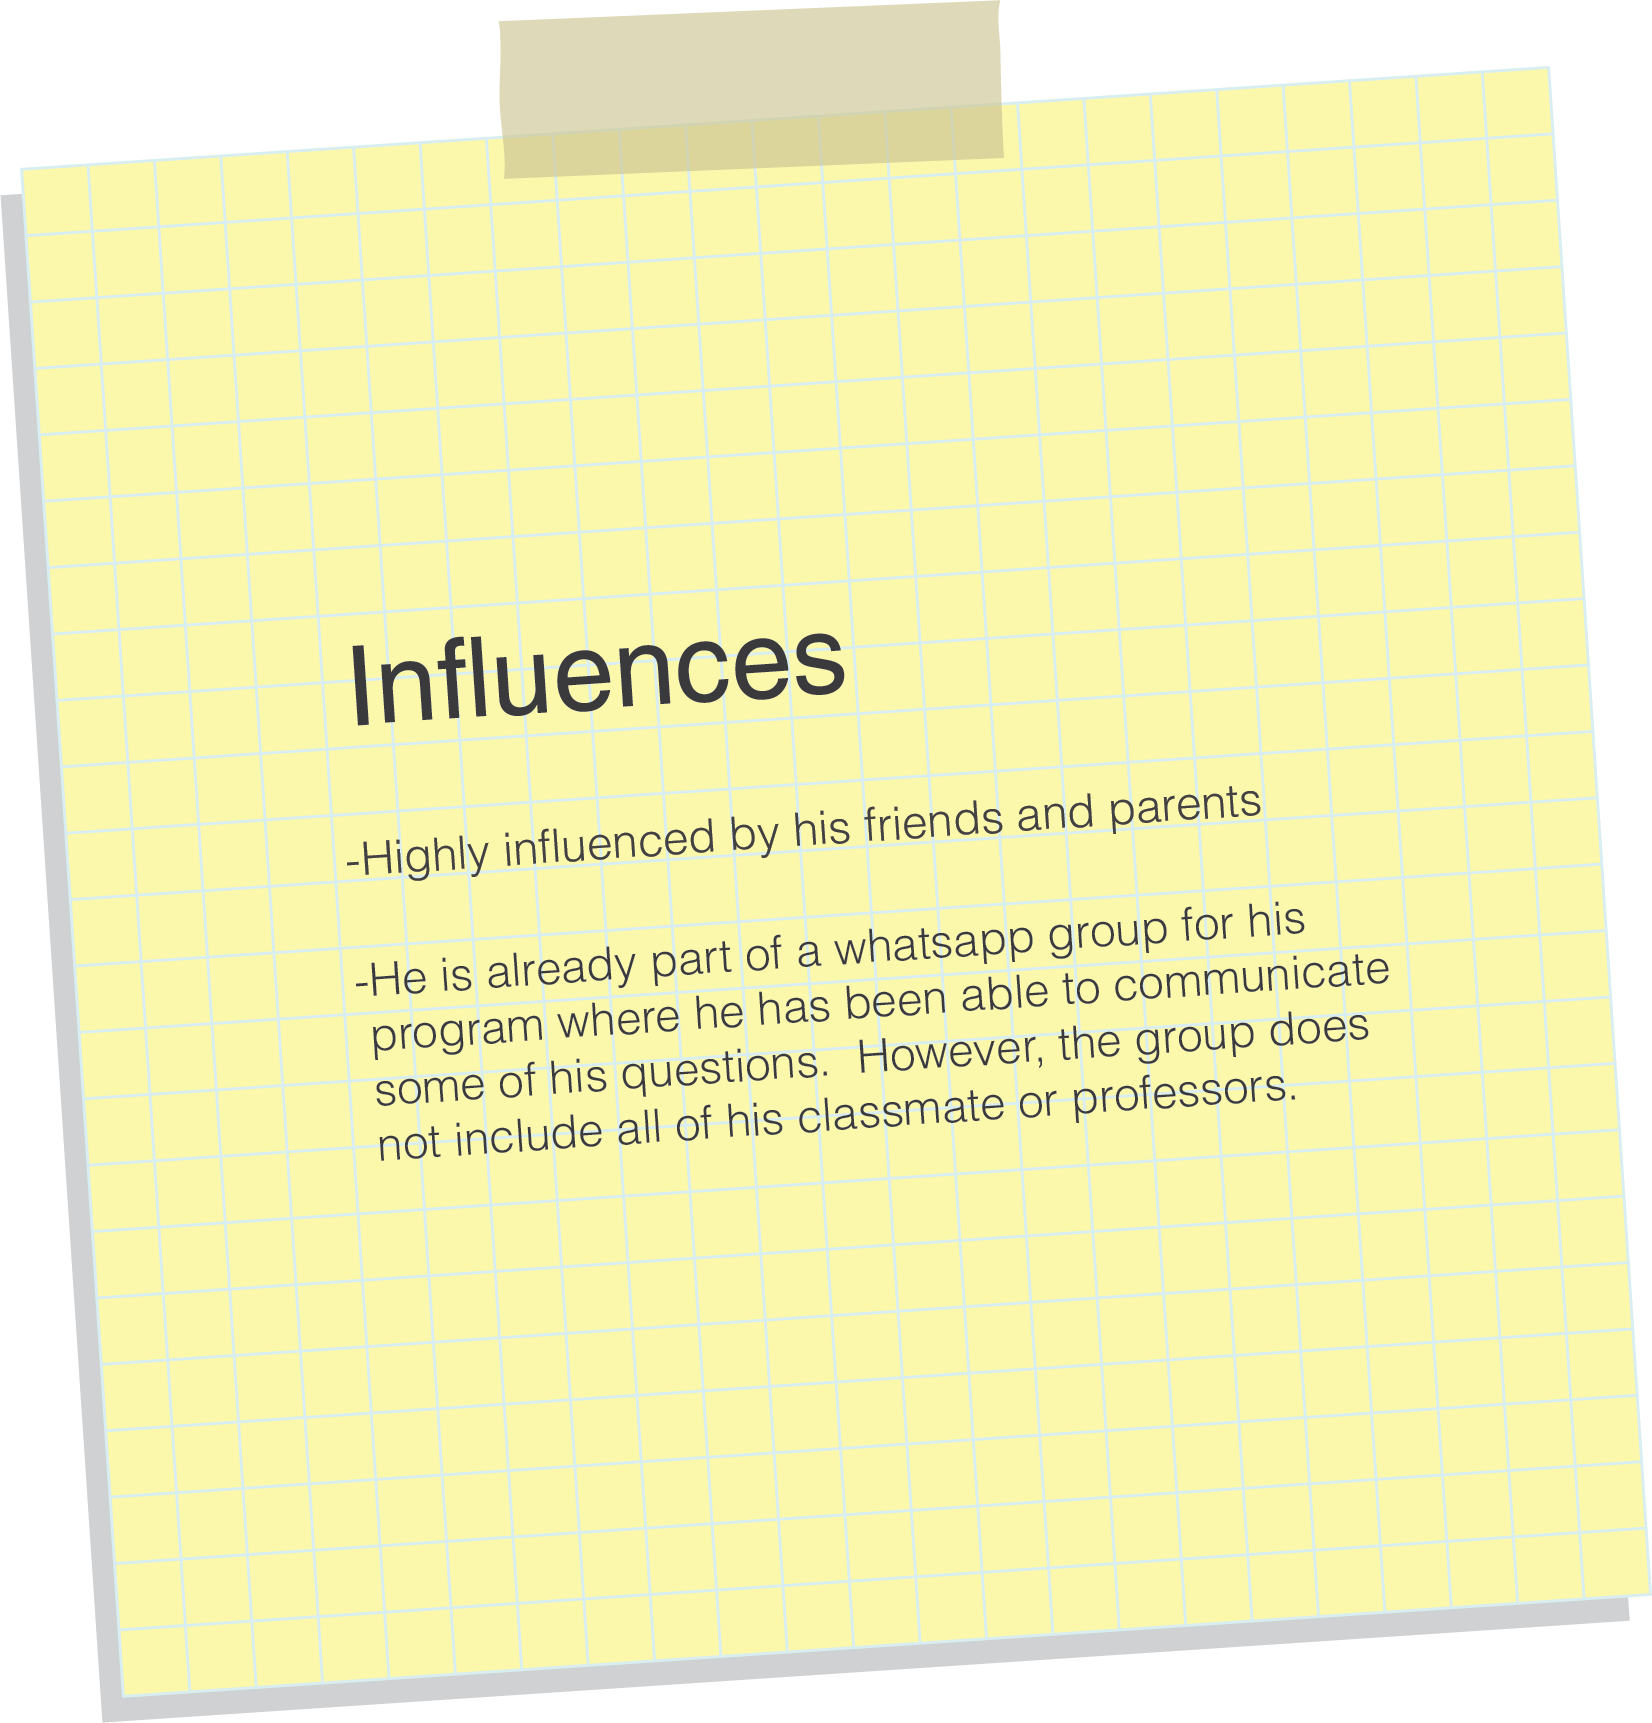 Influences
-Highly influenced by his friends and parents
-He is already part of a whatsapp group for his
program where he has been able to communicate
some of his questions.  However, the group does
not include all of his classmate or professors.